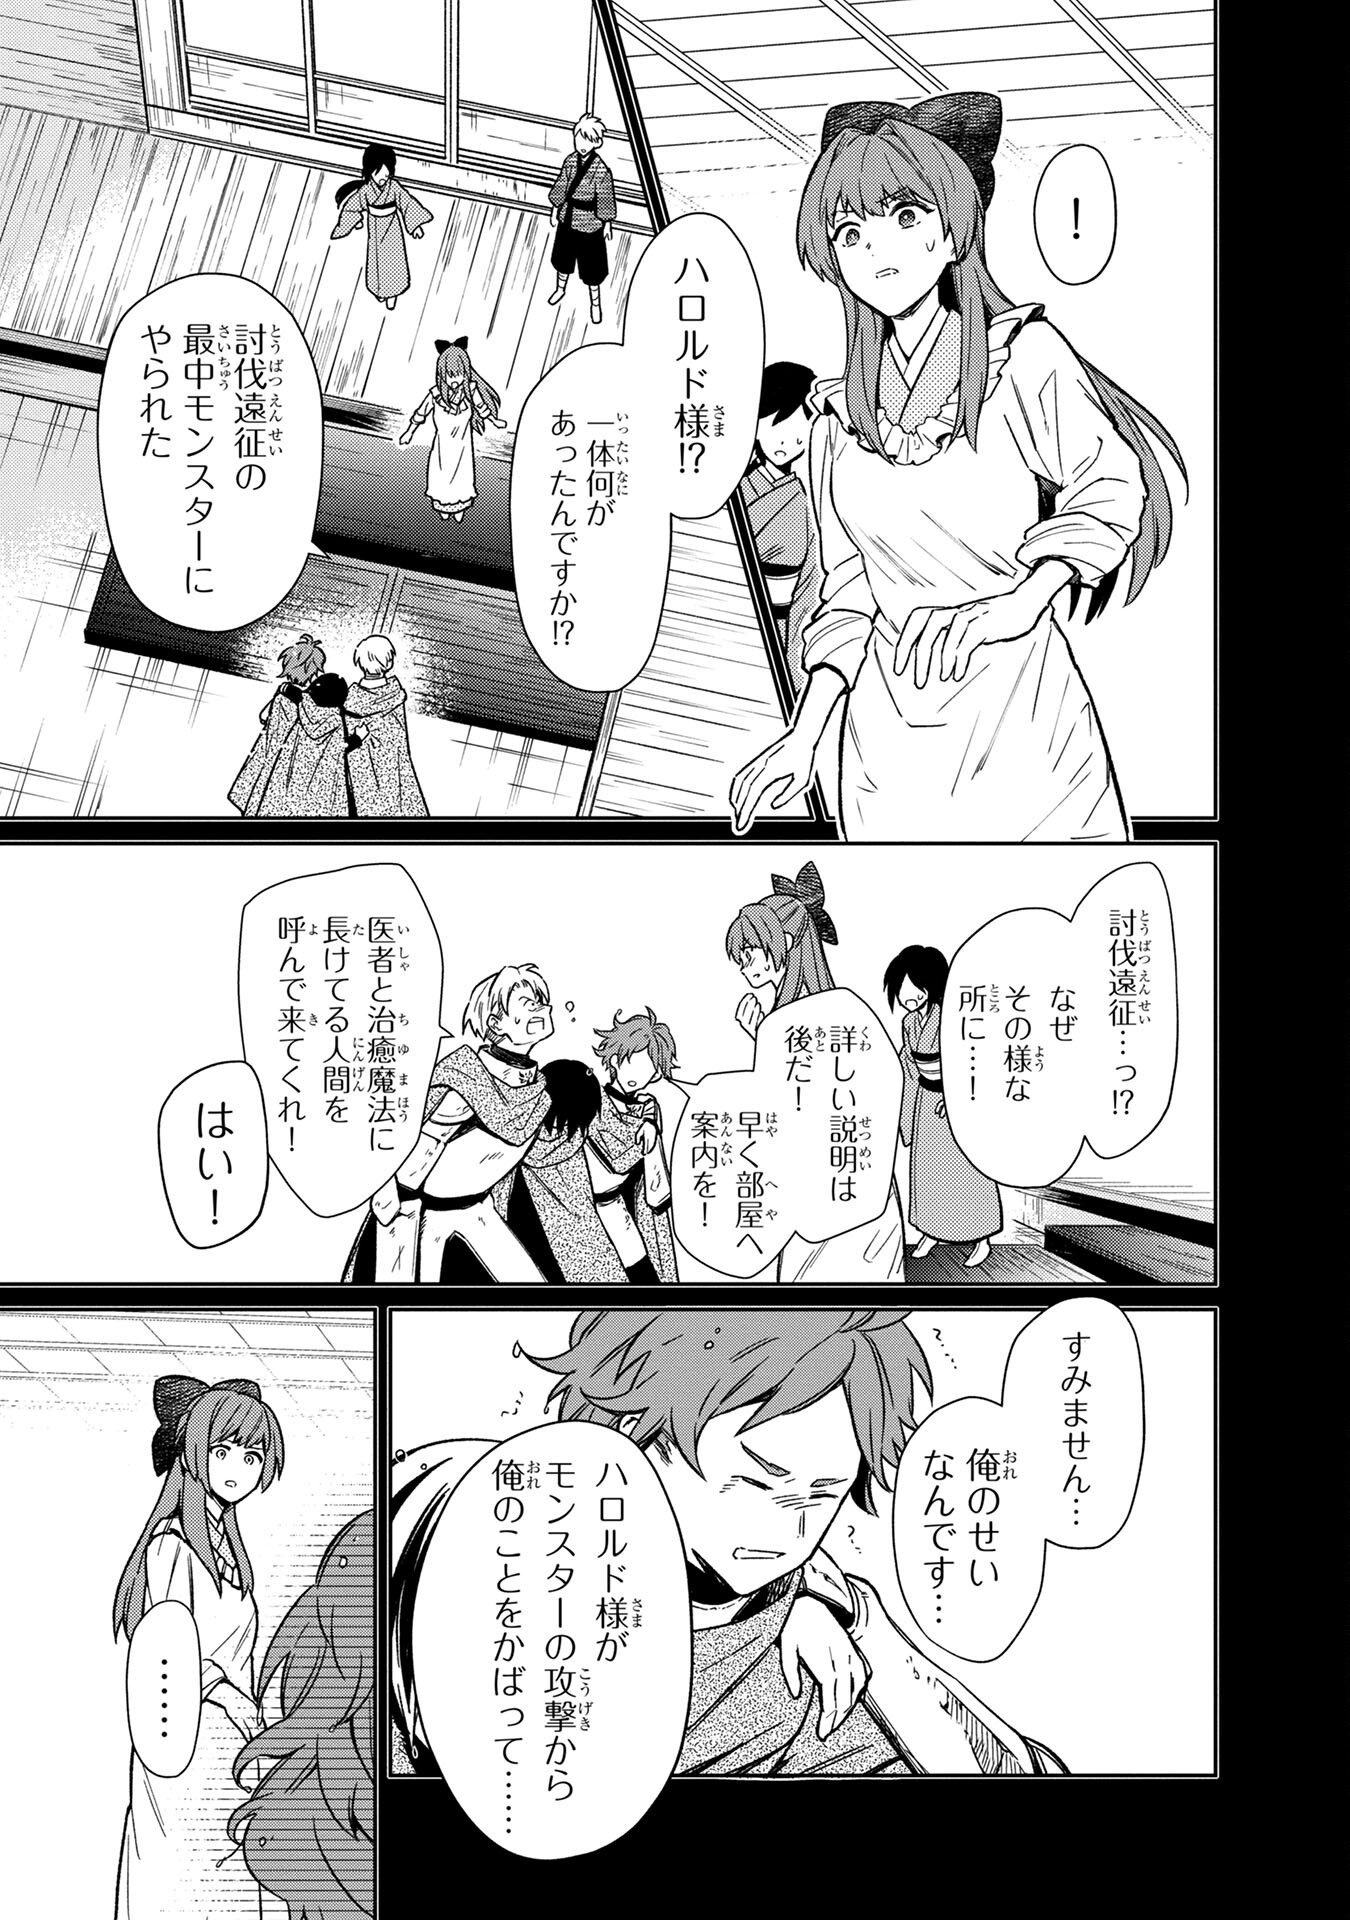 ！
ハロルド様!?
一体何が
あったんですか!?
討伐遠征の
最中モンスターに
やられた
討伐遠征…っ!?
なぜ
その様な
所に…！
詳しい説明は
後だ！
早く部屋へ
案内を！
医者と治癒魔法に
長けてる人間を
呼んで来てくれ！
はい！
すみません…
俺のせい
なんです…
ハロルド様が
モンスターの攻撃から
俺のことをかばって……
……